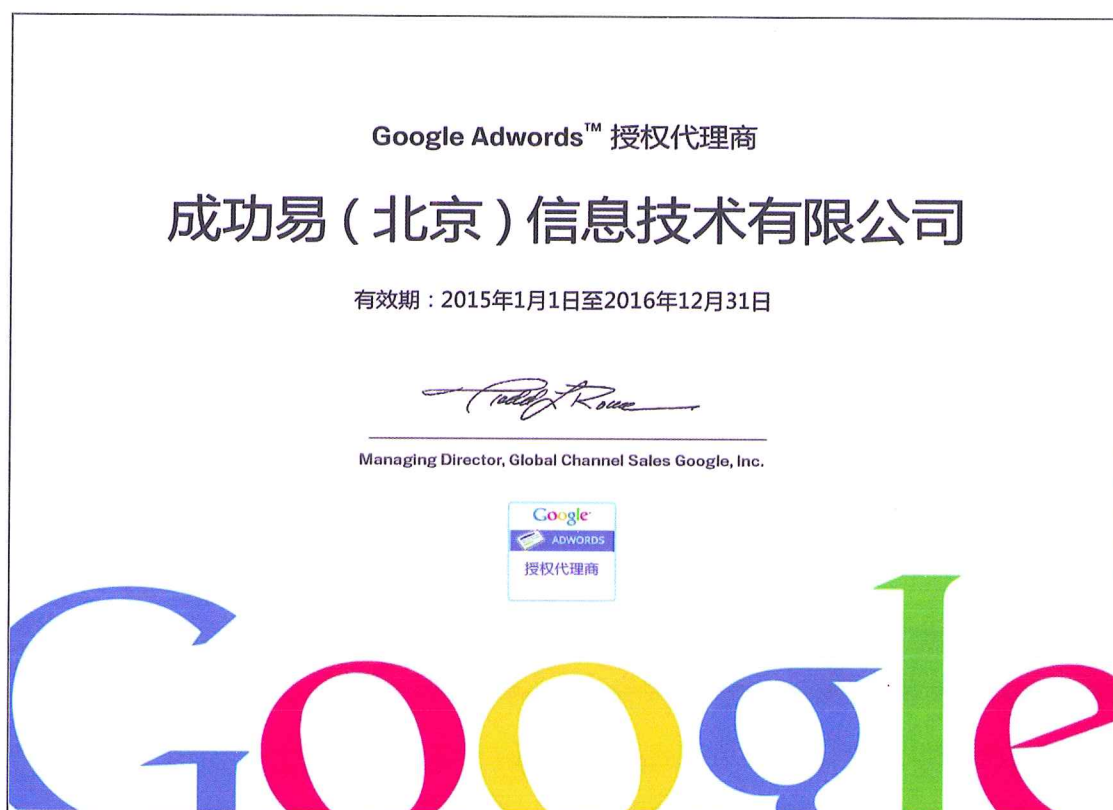 Google Adwords™ 授权代理商
成功易(北京)信息技术有限公司
有效期:2015年1月1日至2016年12月31日
Todd L Rowe
Managing Director, Global Channel Sales Google, Inc.
Google
ADWORDS
授权代理商
Google